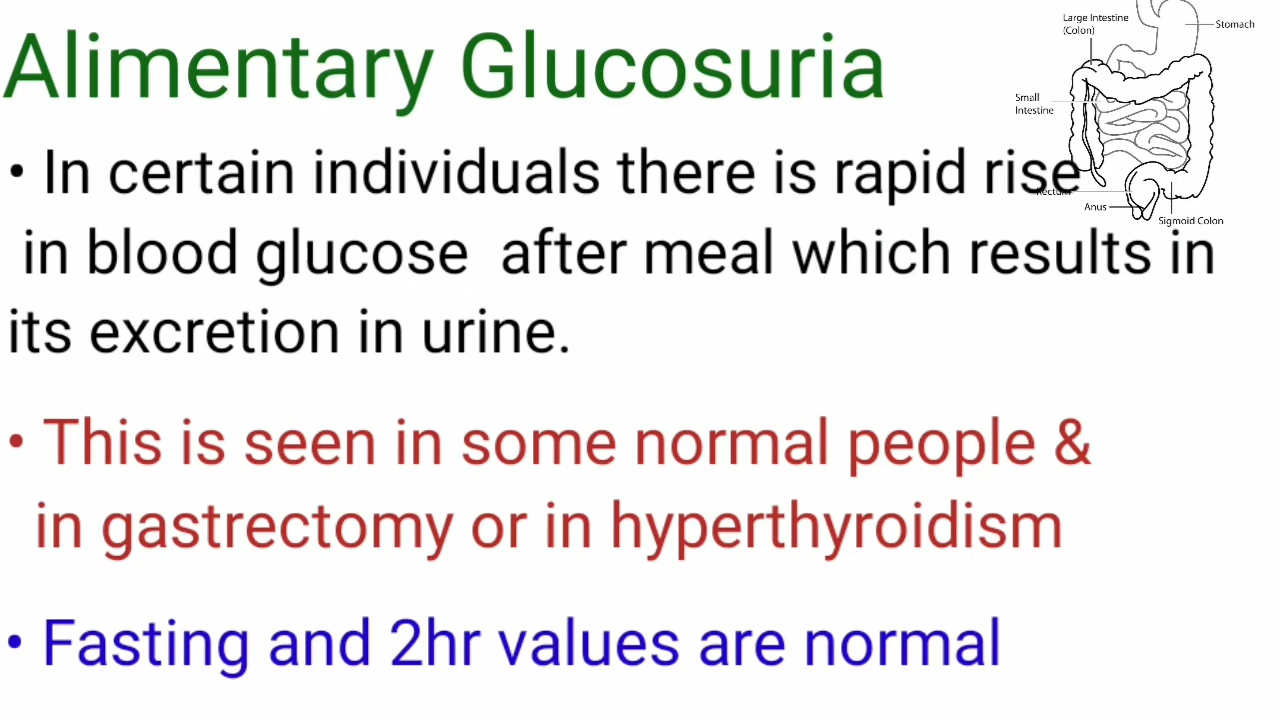 Alimentary Glucosuria
Large Intestine
(Colon)
Stomach
Small
Intestine
Rectum
Anus
Sigmoid Colon
• In certain individuals there is rapid rise
in blood glucose after meal which results in
its excretion in urine.
• This is seen in some normal people &
in gastrectomy or in hyperthyroidism
• Fasting and 2hr values are normal